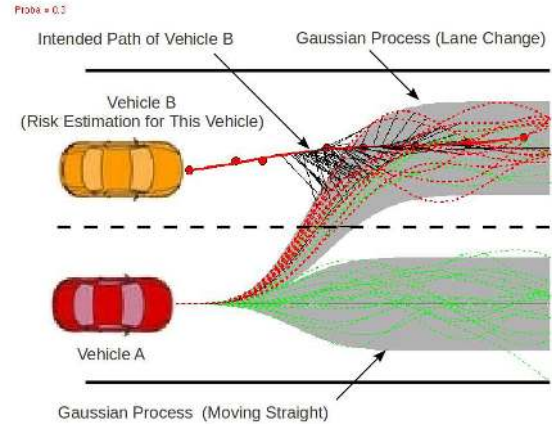 Proba = 0.3
Intended Path of Vehicle B
Gaussian Process (Lane Change)
Vehicle B
(Risk Estimation for This Vehicle)
Vehicle A
Gaussian Process (Moving Straight)